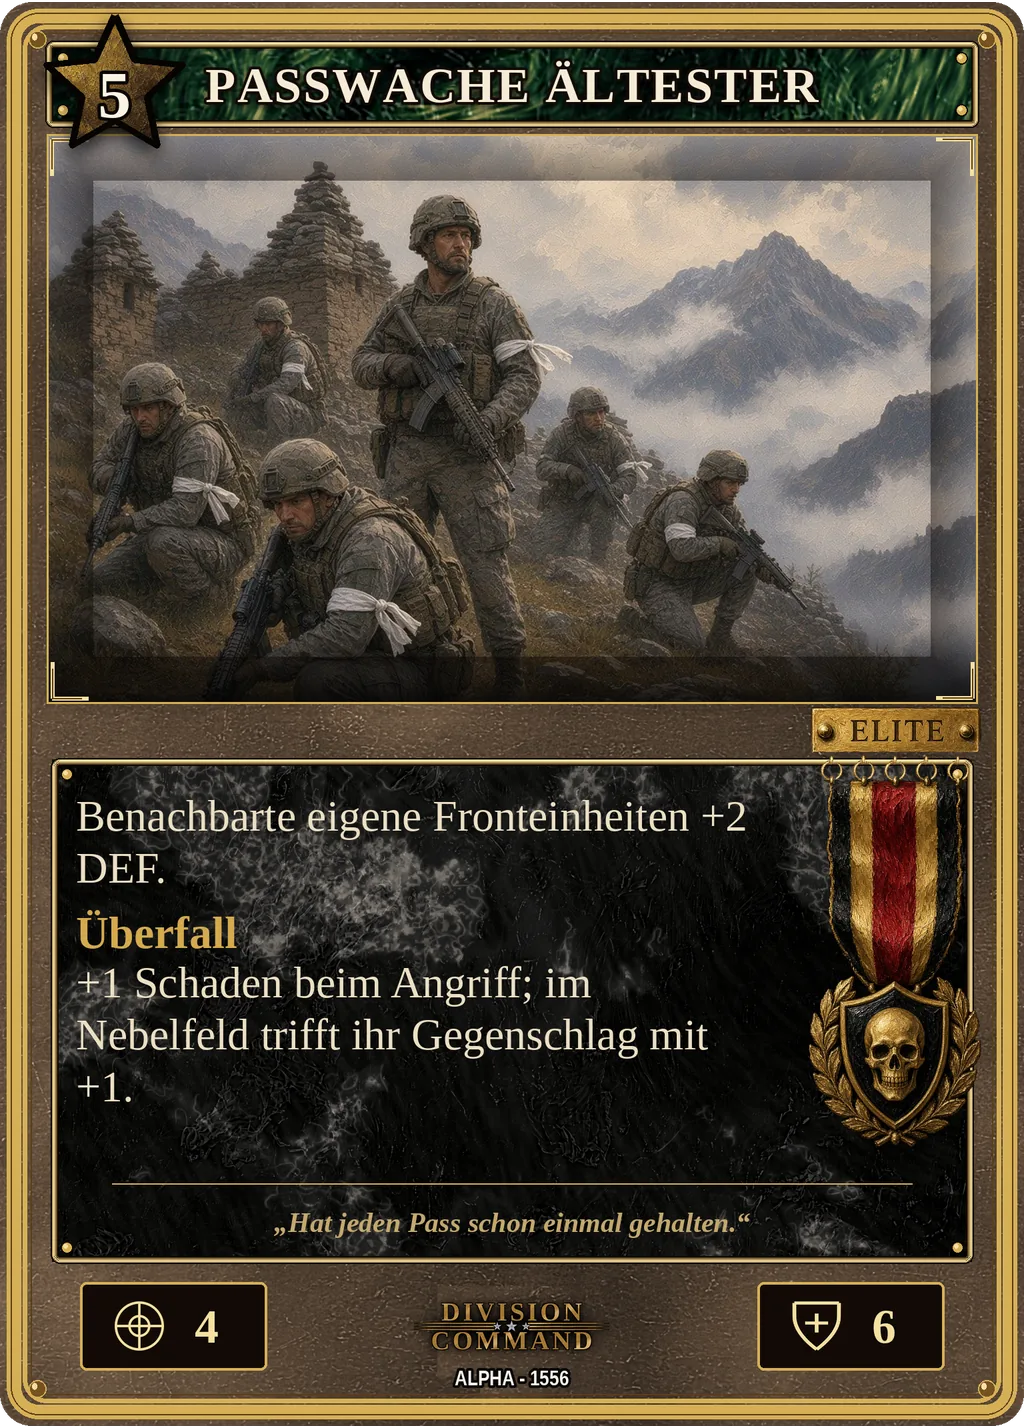 5
PASSWACHE ÄLTESTER
ELITE
Benachbarte eigene Fronteinheiten +2
DEF.
Überfall
+1 Schaden beim Angriff; im
Nebelfeld trifft ihr Gegenschlag mit
+1.
„Hat jeden Pass schon einmal gehalten.“
4
DIVISION
COMMAND
ALPHA - 1556
6